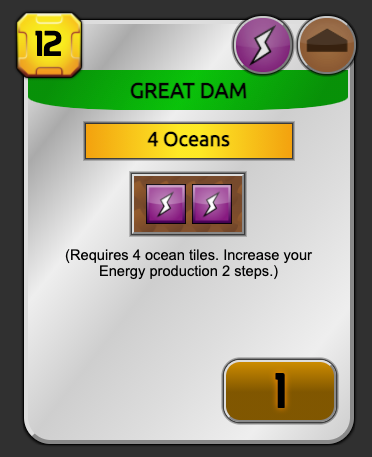 12
GREAT DAM
4 Oceans
(Requires 4 ocean tiles. Increase your
Energy production 2 steps.)
1